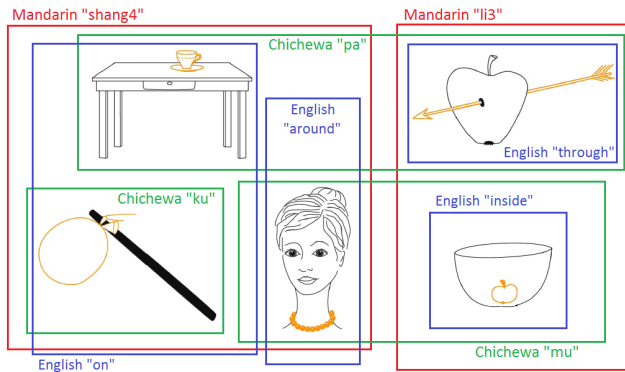 Mandarin "shang4"
Mandarin "li3"
Chichewa "pa"
English
"around"
English "through"
Chichewa "ku"
English "inside"
Chichewa "mu"
English "on"